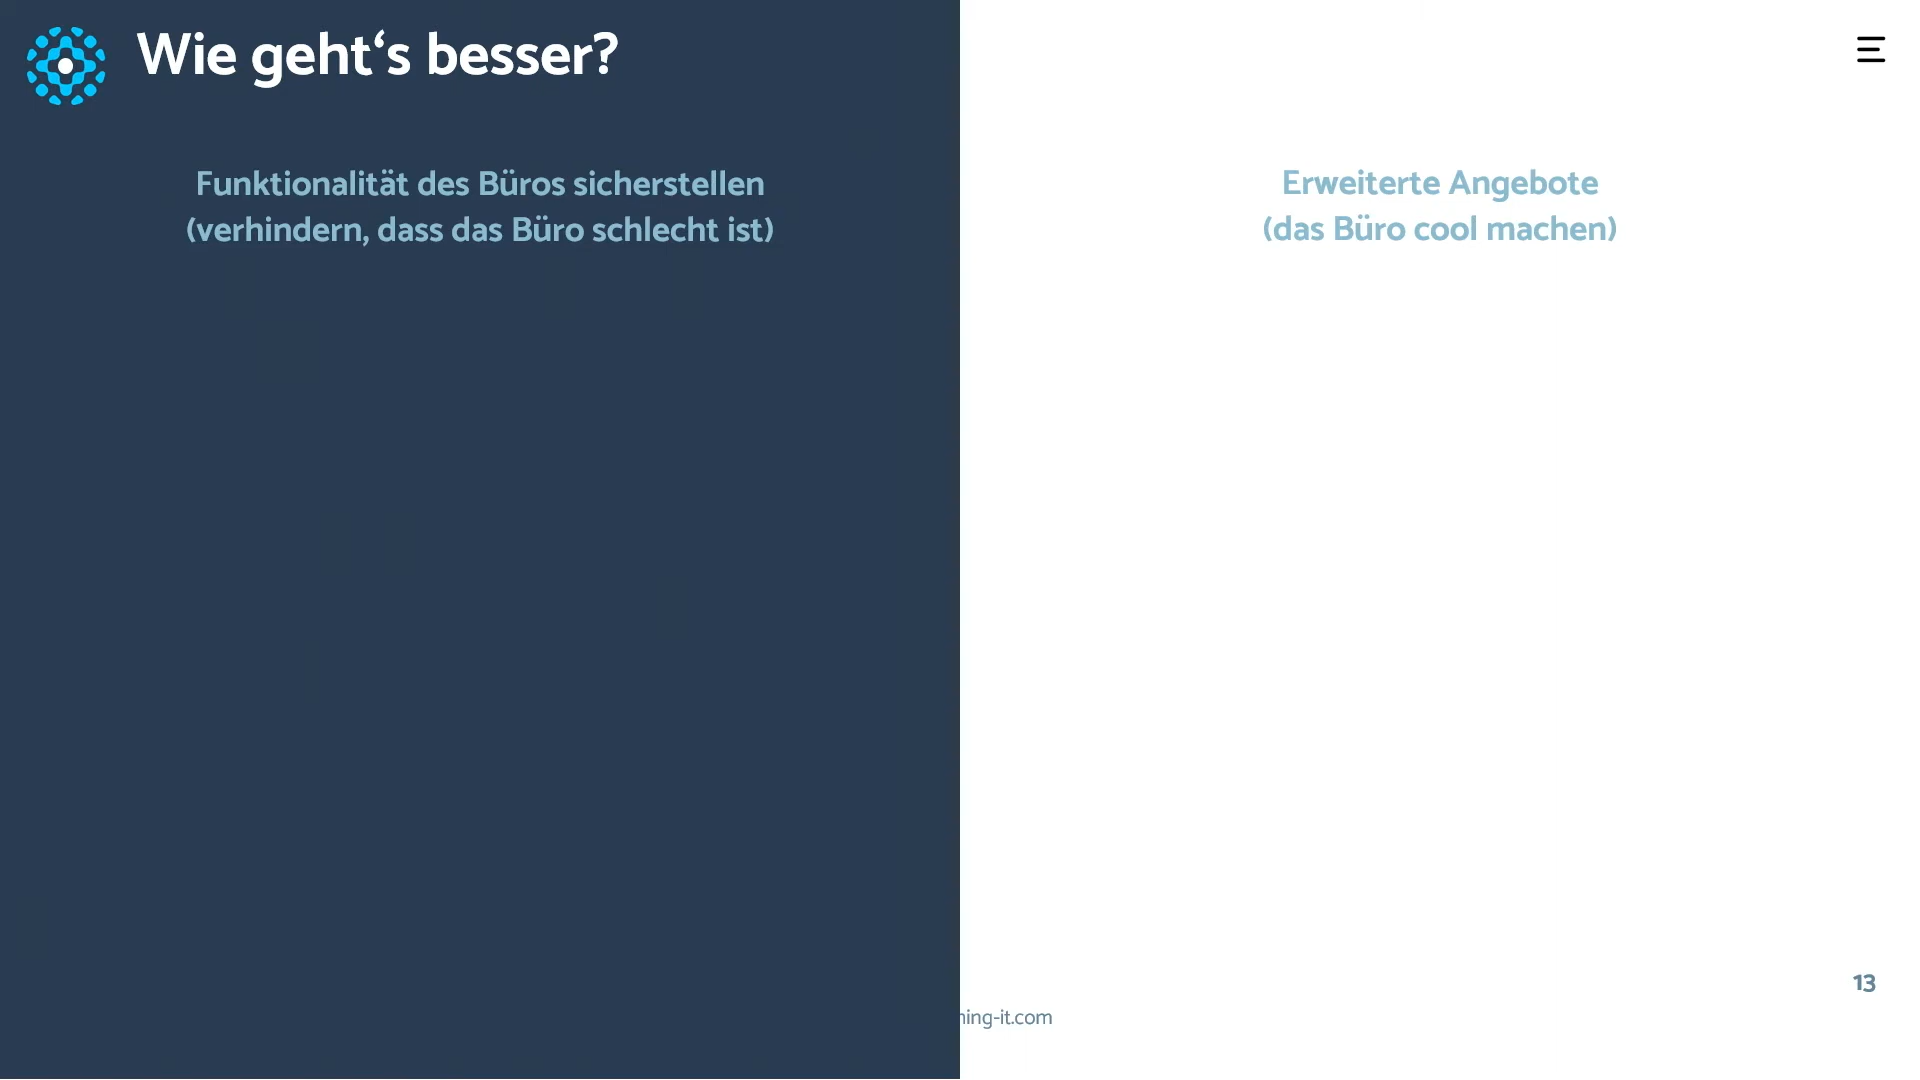 Wie geht‘s besser?
Funktionalität des Büros sicherstellen
(verhindern, dass das Büro schlecht ist)
Erweiterte Angebote
(das Büro cool machen)
13
ning-it.com